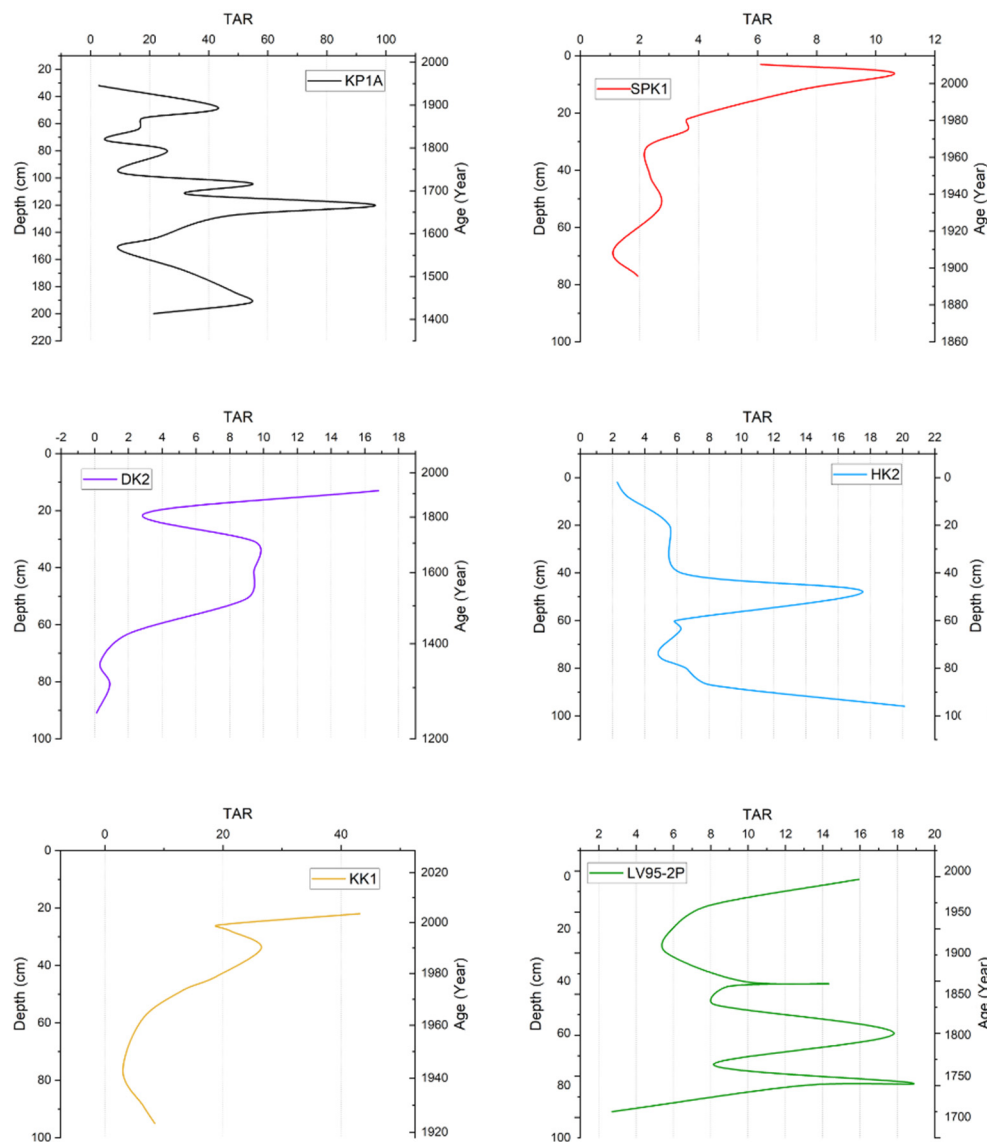 TAR
0 20 40 60 80 100
KP1A
Depth (cm)
20
40
60
80
100
120
140
160
180
200
220
Age (Year)
2000
1900
1800
1700
1600
1500
1400
TAR
0 2 4 6 8 10 12
SPK1
Depth (cm)
0
20
40
60
80
100
Age (Year)
2000
1980
1960
1940
1920
1900
1880
1860
TAR
-2 0 2 4 6 8 10 12 14 16 18
DK2
Depth (cm)
0
20
40
60
80
100
Age (Year)
2000
1800
1600
1400
1200
TAR
0 2 4 6 8 10 12 14 16 18 20 22
HK2
Depth (cm)
0
20
40
60
80
100
Depth (cm)
0
20
40
60
80
10
TAR
0 20 40
KK1
Depth (cm)
0
20
40
60
80
100
Age (Year)
2020
2000
1980
1960
1940
1920
TAR
2 4 6 8 10 12 14 16 18 20
LV95-2P
Depth (cm)
0
20
40
60
80
100
Age (Year)
2000
1950
1900
1850
1800
1750
1700